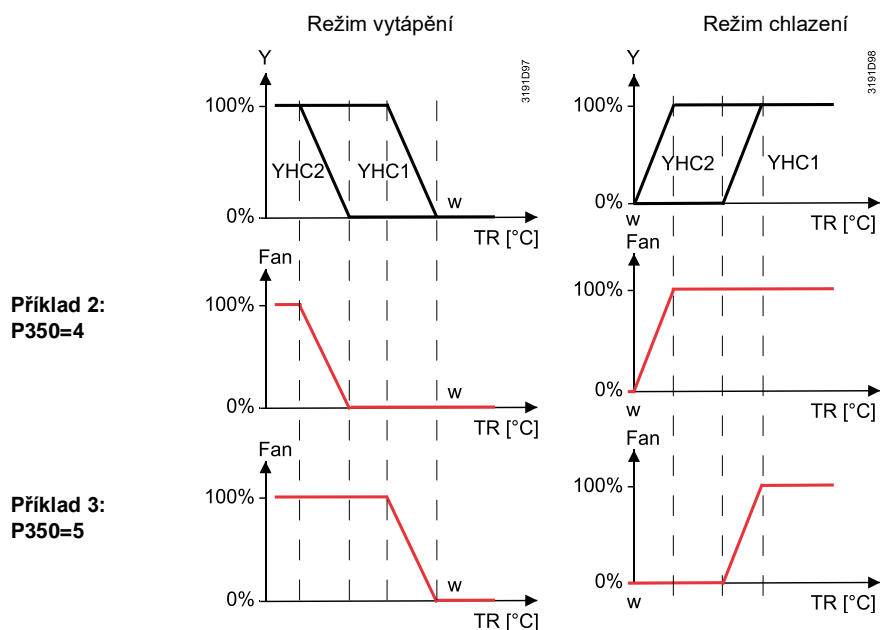 Režim vytápění
Režim chlazení
Y
3191D97
100%
YHC2
YHC1
w
0%
TR [°C]
Y
3191D98
100%
YHC2
YHC1
0%
w
TR [°C]
Příklad 2:
P350=4
Fan
100%
w
0%
TR [°C]
Fan
100%
0%
w
TR [°C]
Příklad 3:
P350=5
Fan
100%
w
0%
TR [°C]
Fan
100%
0%
w
TR [°C]